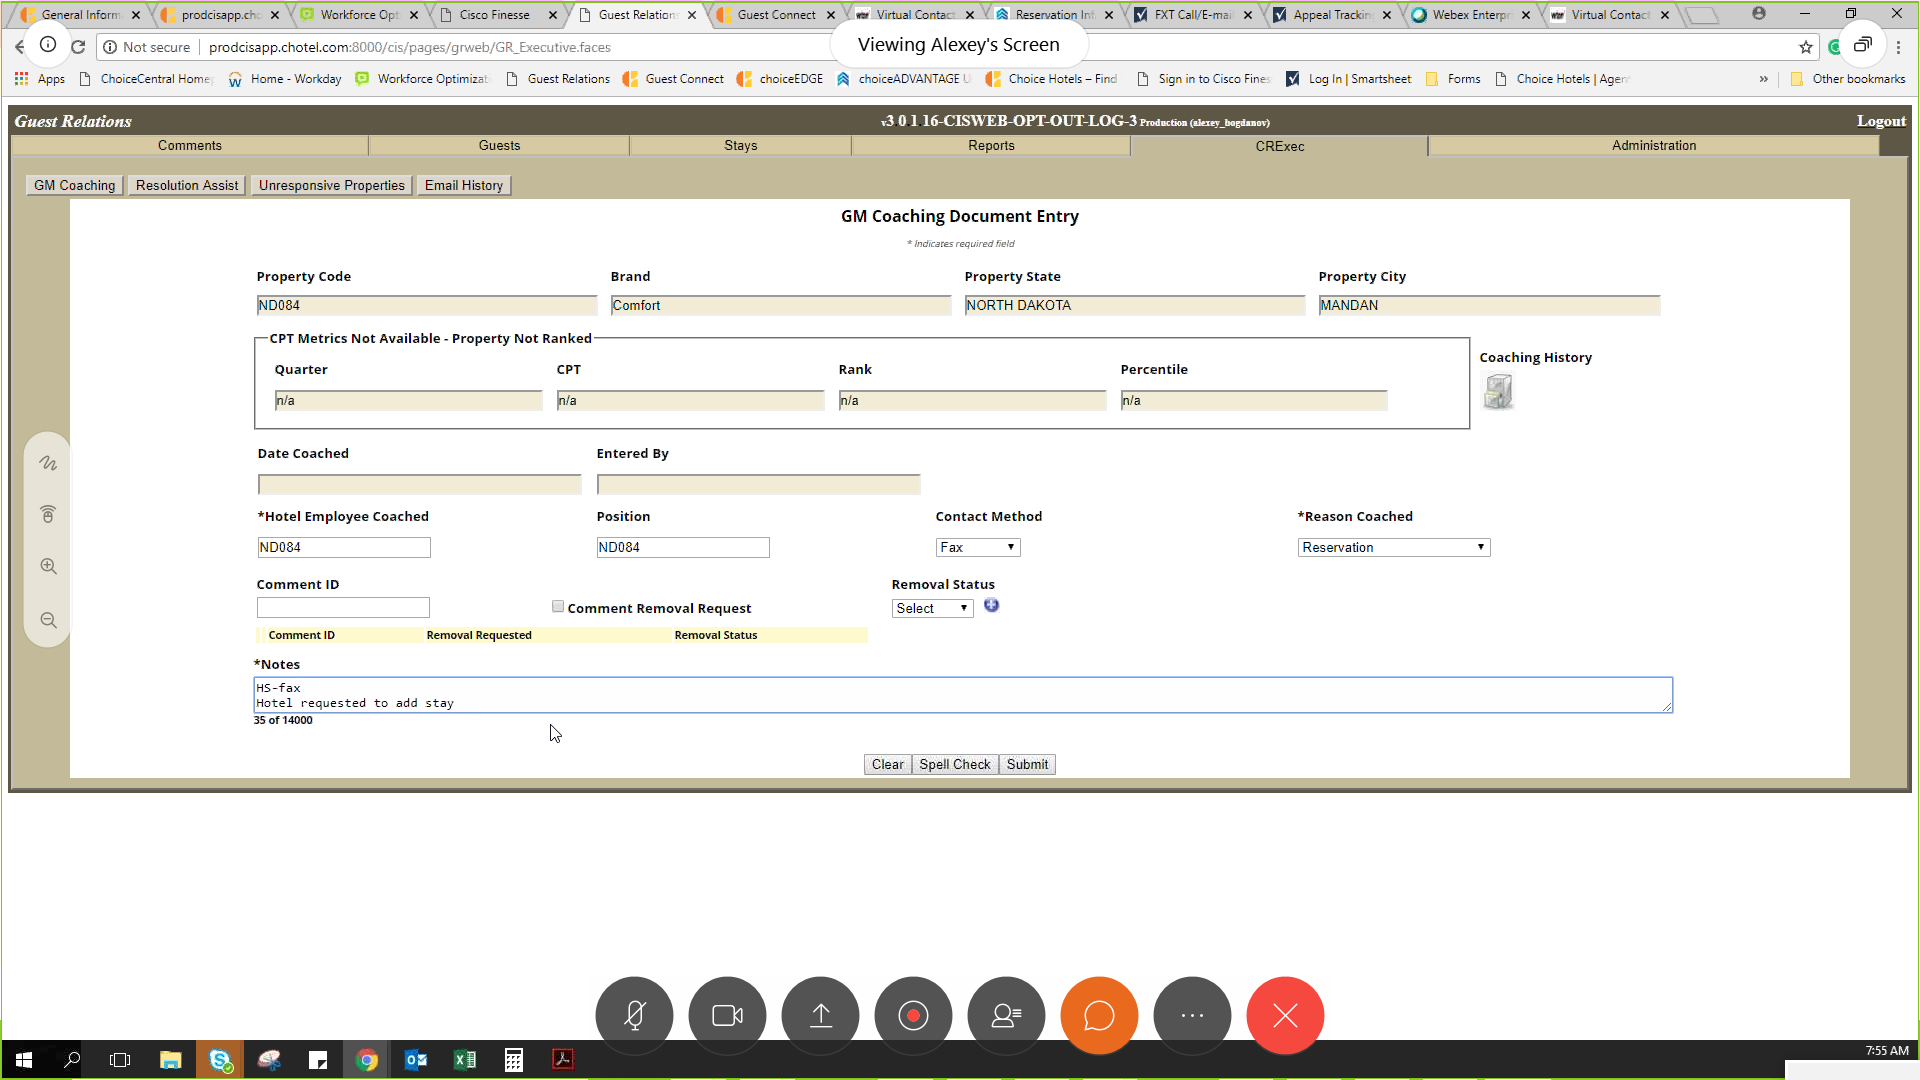 General Inform
prodcisapp.ch
Workforce Opt
Cisco Finesse
Guest Relation
Guest Connect
Virtual Contact
Reservation Inf
FXT Call/E-mai
Appeal Trackin
Webex Enterpr
Virtual Contac
Not secure
prodcisapp.chotel.com:8000/cis/pages/grweb/GR_Executive.faces
Viewing Alexey's Screen
Apps
ChoiceCentral Home
Home - Workday
Workforce Optimizat
Guest Relations
Guest Connect
choiceEDGE
choiceADVANTAGE U
Choice Hotels – Find
Sign in to Cisco Fines
Log In | Smartsheet
Forms
Choice Hotels | Agen
»
Other bookmarks
Guest Relations
v3 0 1 16-CISWEB-OPT-OUT-LOG-3 Production (alexey_bogdanov)
Logout
Comments
Guests
Stays
Reports
CRExec
Administration
GM Coaching
Resolution Assist
Unresponsive Properties
Email History
GM Coaching Document Entry
* Indicates required field
Property Code
Brand
Property State
Property City
ND084
Comfort
NORTH DAKOTA
MANDAN
CPT Metrics Not Available - Property Not Ranked
Quarter
CPT
Rank
Percentile
Coaching History
n/a
n/a
n/a
n/a
Date Coached
Entered By
*Hotel Employee Coached
Position
Contact Method
*Reason Coached
ND084
ND084
Fax
Reservation
Comment ID
Removal Status
Comment Removal Request
Select
Comment ID
Removal Requested
Removal Status
*Notes
HS-fax
Hotel requested to add stay
35 of 14000
Clear
Spell Check
Submit
7:55 AM